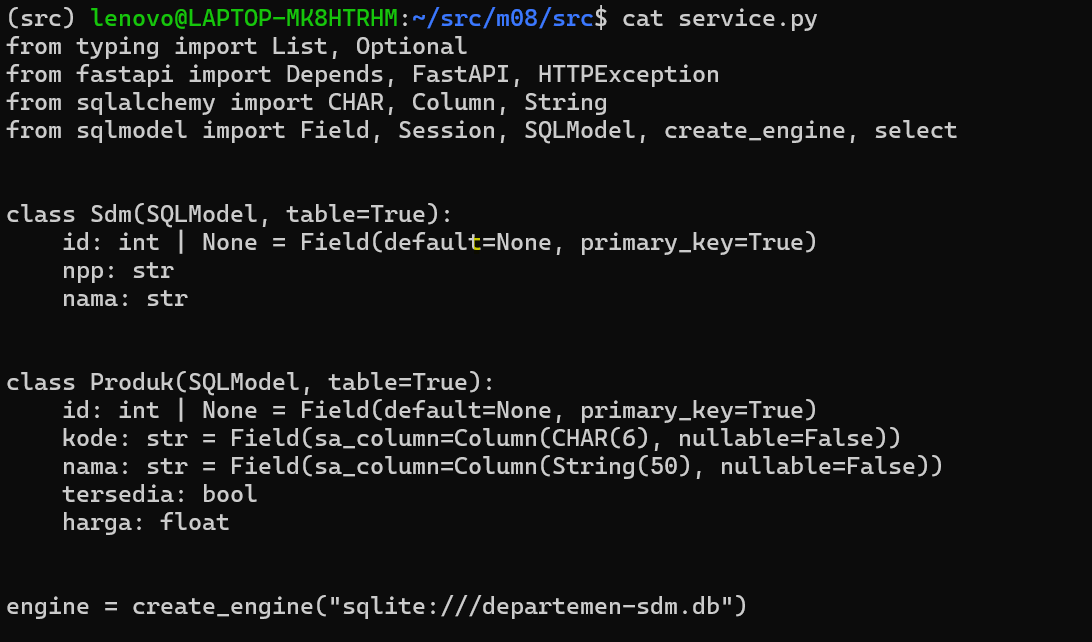 (src) lenovo@LAPTOP-MK8HTRHM:~/src/m08/src$ cat service.py
from typing import List, Optional
from fastapi import Depends, FastAPI, HTTPException
from sqlalchemy import CHAR, Column, String
from sqlmodel import Field, Session, SQLModel, create_engine, select
class Sdm(SQLModel, table=True):
    id: int | None = Field(default=None, primary_key=True)
    npp: str
    nama: str
class Produk(SQLModel, table=True):
    id: int | None = Field(default=None, primary_key=True)
    kode: str = Field(sa_column=Column(CHAR(6), nullable=False))
    nama: str = Field(sa_column=Column(String(50), nullable=False))
    tersedia: bool
    harga: float
engine = create_engine("sqlite:///departemen-sdm.db")